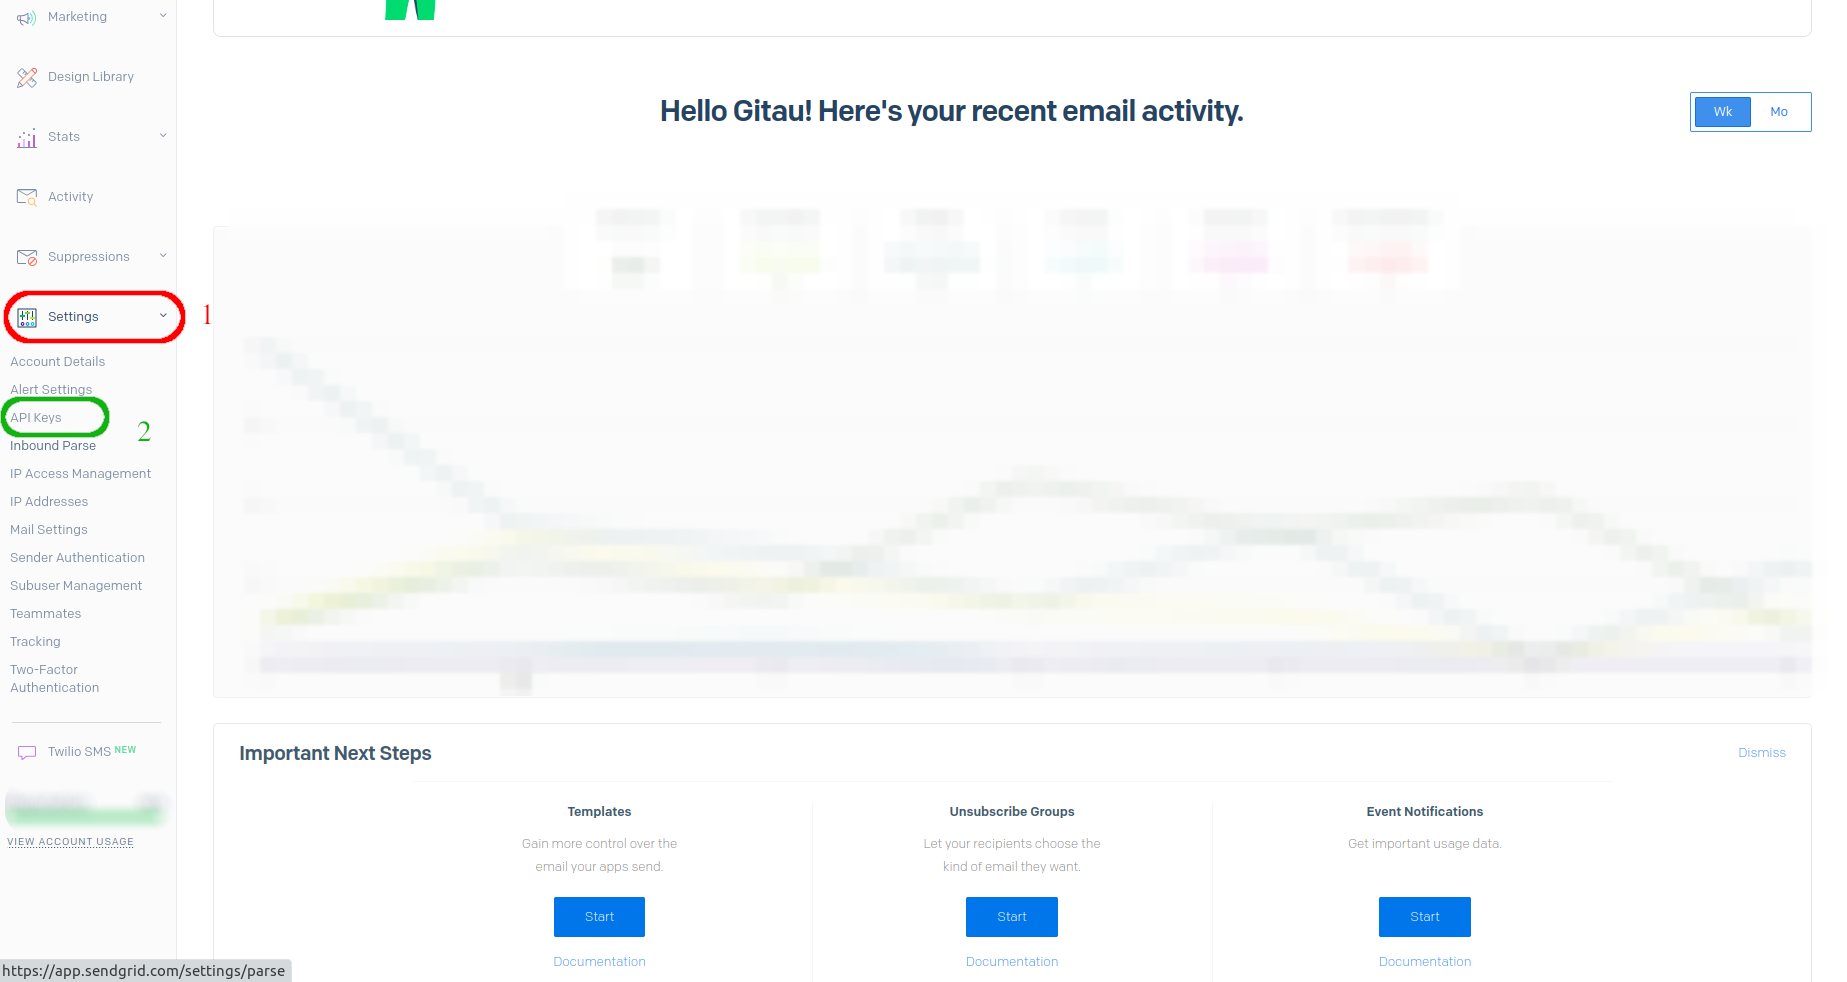 Marketing
Design Library
Stats
Activity
Suppressions
Settings
1
Account Details
Alert Settings
API Keys
2
Inbound Parse
IP Access Management
IP Addresses
Mail Settings
Sender Authentication
Subuser Management
Teammates
Tracking
Two-Factor
Authentication
Twilio SMS NEW
VIEW ACCOUNT USAGE
https://app.sendgrid.com/settings/parse
Hello Gitau! Here's your recent email activity.
Wk
Mo
Important Next Steps
Dismiss
Templates
Gain more control over the
email your apps send.
Start
Documentation
Unsubscribe Groups
Let your recipients choose the
kind of email they want.
Start
Documentation
Event Notifications
Get important usage data.
Start
Documentation